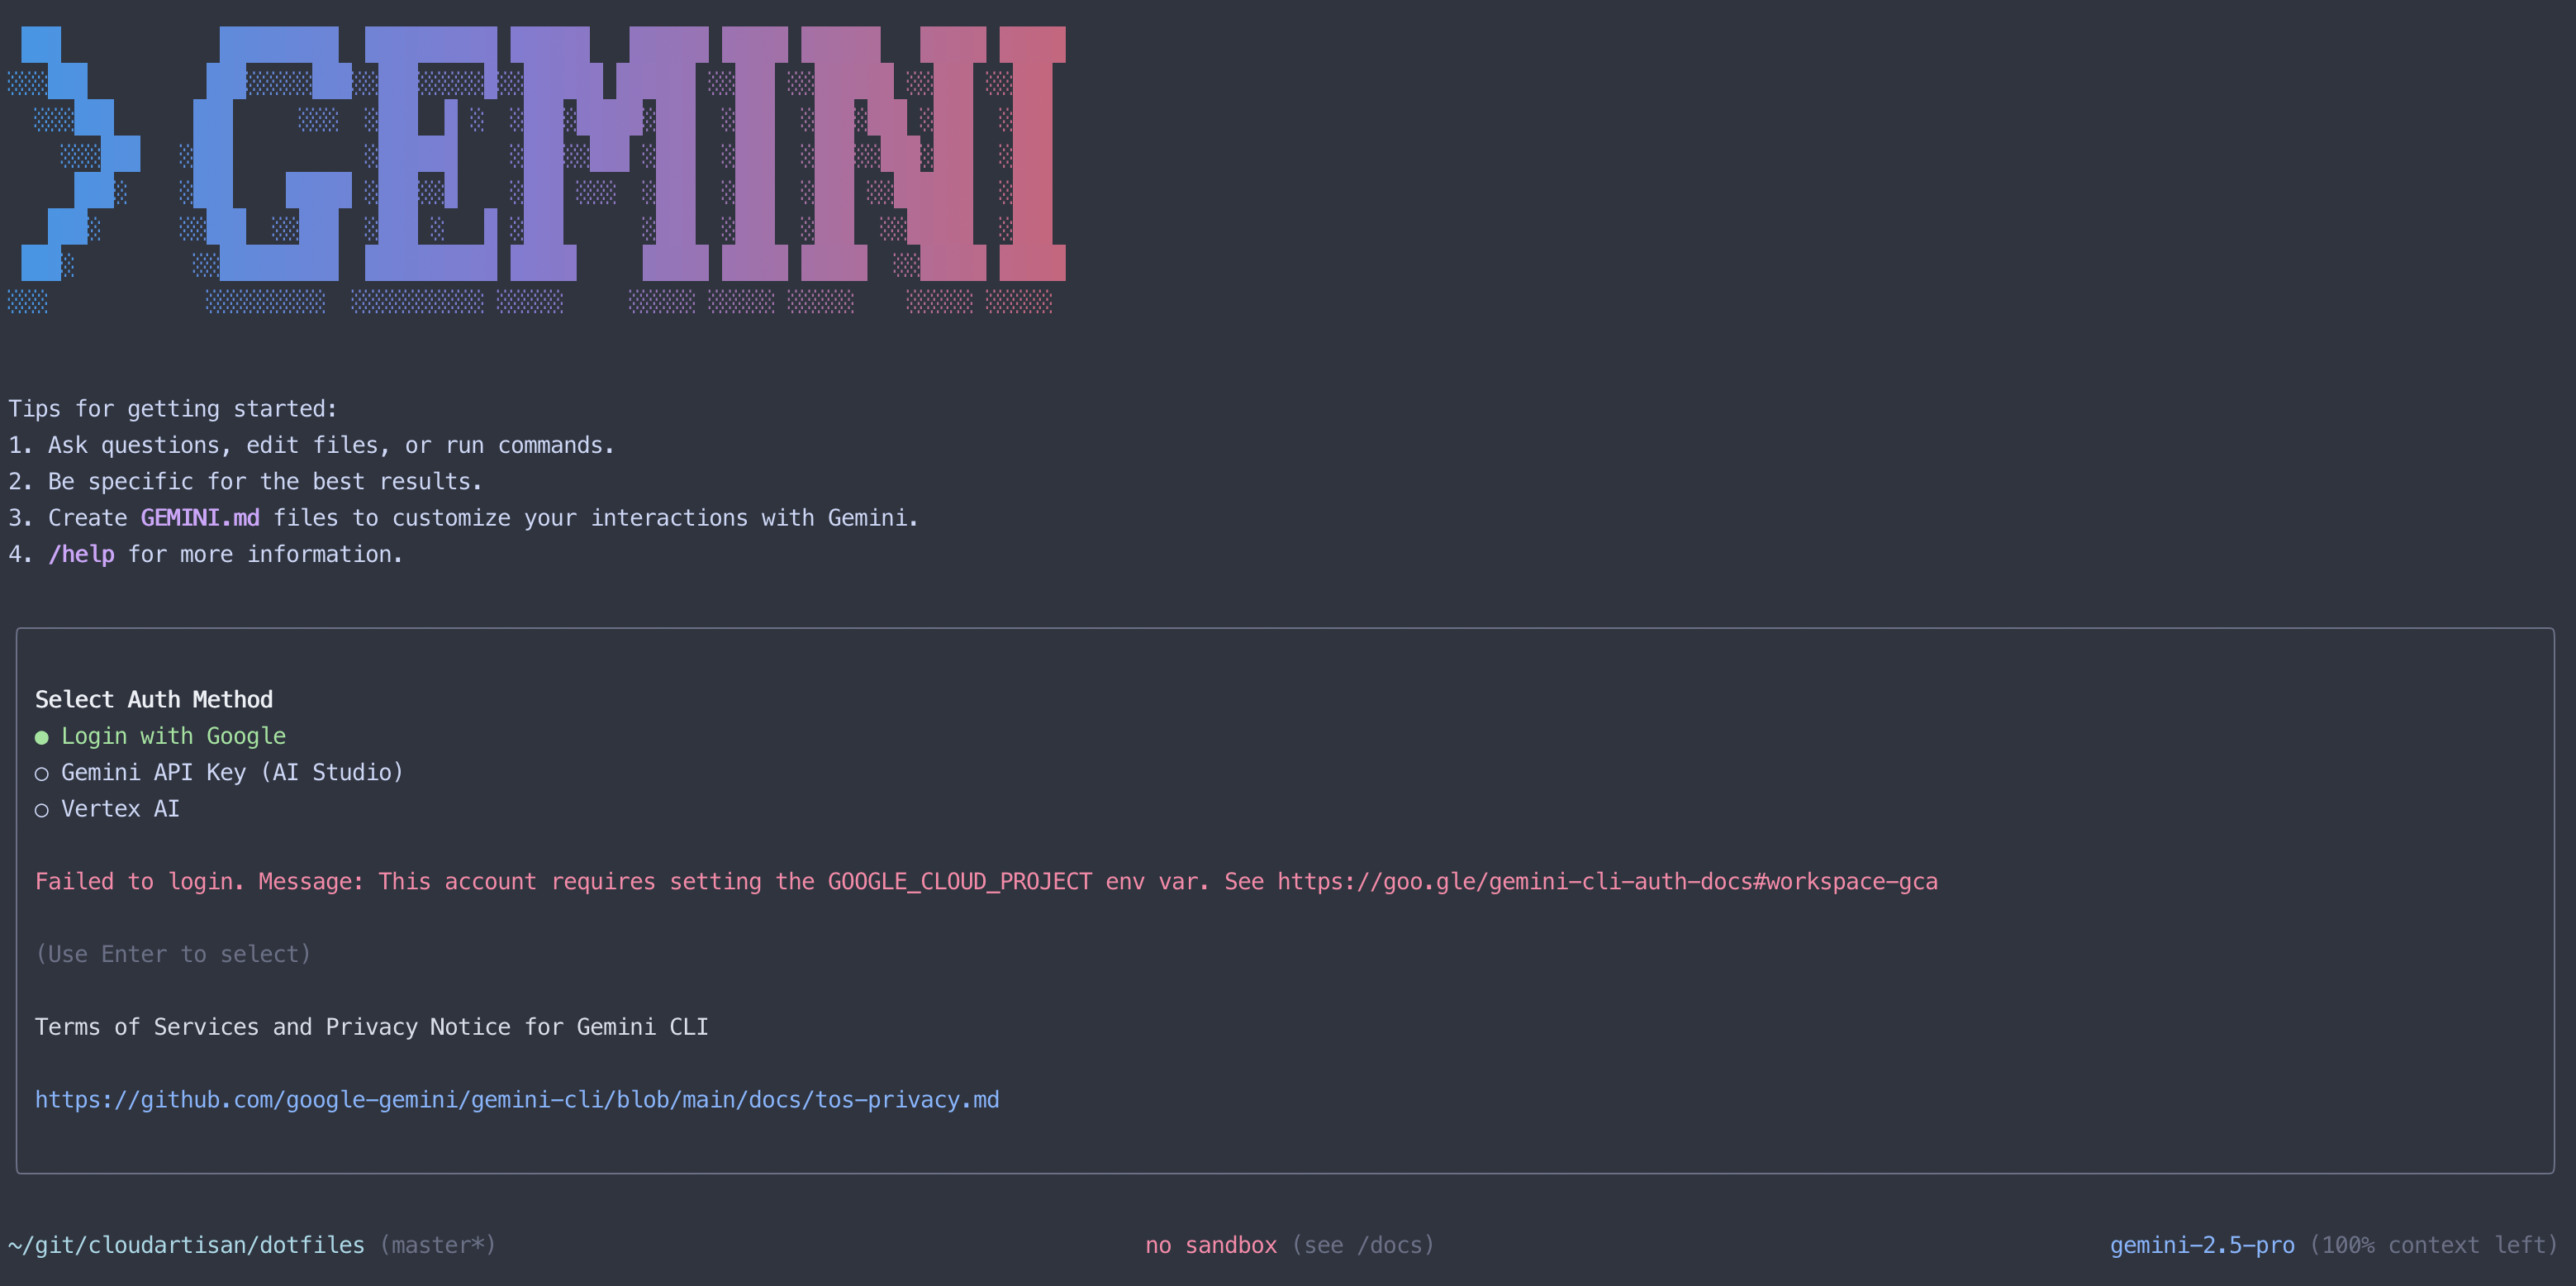 > GEMINI
Tips for getting started:
1. Ask questions, edit files, or run commands.
2. Be specific for the best results.
3. Create GEMINI.md files to customize your interactions with Gemini.
4. /help for more information.
Select Auth Method
● Login with Google
○ Gemini API Key (AI Studio)
○ Vertex AI
Failed to login. Message: This account requires setting the GOOGLE_CLOUD_PROJECT env var. See https://goo.gle/gemini-cli-auth-docs#workspace-gca
(Use Enter to select)
Terms of Services and Privacy Notice for Gemini CLI
https://github.com/google-gemini/gemini-cli/blob/main/docs/tos-privacy.md
~/git/cloudartisan/dotfiles (master*) no sandbox (see /docs) gemini-2.5-pro (100% context left)